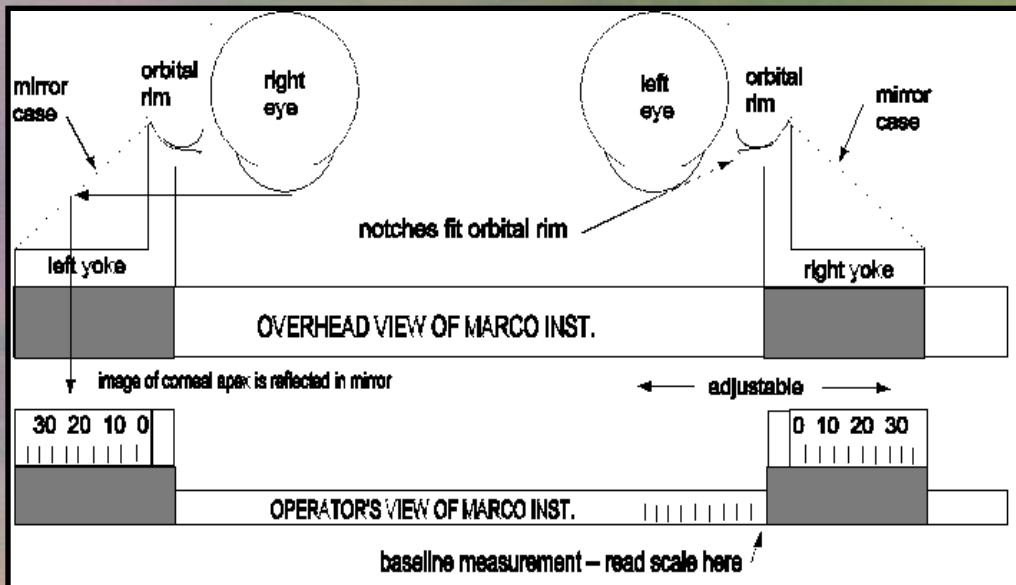 mirror
case
orbital
rim
right
eye
left
eye
orbital
rim
mirror
case
notches fit orbital rim
left yoke
right yoke
OVERHEAD VIEW OF MARCO INST.
image of corneal apex is reflected in mirror
adjustable
30 20 10 0
0 10 20 30
OPERATOR'S VIEW OF MARCO INST.
baseline measurement – read scale here